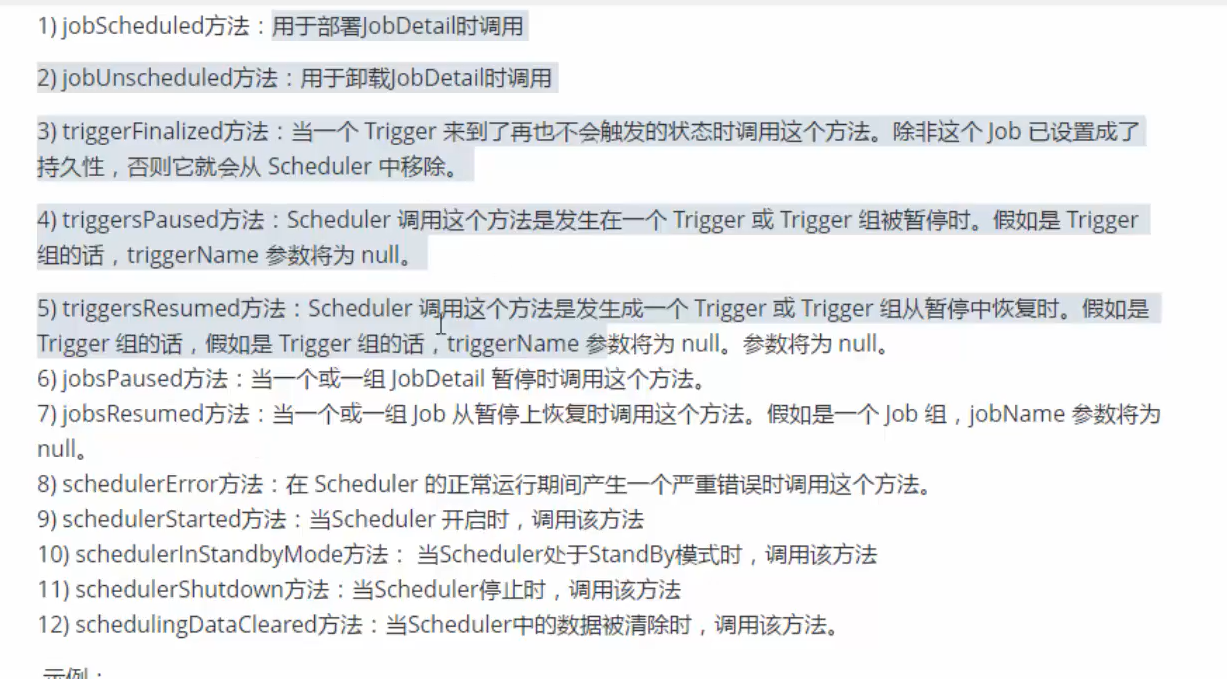 1) jobScheduled方法：用于部署JobDetail时调用
2) jobUnscheduled方法：用于卸载JobDetail时调用
3) triggerFinalized方法：当一个 Trigger 来到了再也不会触发的状态时调用这个方法。除非这个 Job 已设置成了
持久性，否则它就会从 Scheduler 中移除。
4) triggersPaused方法：Scheduler 调用这个方法是发生在一个 Trigger 或 Trigger 组被暂停时。假如是 Trigger
组的话，triggerName 参数将为 null。
5) triggersResumed方法：Scheduler 调用这个方法是发生成一个 Trigger 或 Trigger 组从暂停中恢复时。假如是
Trigger 组的话，假如是 Trigger 组的话，triggerName 参数将为 null。参数将为 null。
6) jobsPaused方法：当一个或一组 JobDetail 暂停时调用这个方法。
7) jobsResumed方法：当一个或一组 Job 从暂停上恢复时调用这个方法。假如是一个 Job 组，jobName 参数将为
null。
8) schedulerError方法：在 Scheduler 的正常运行期间产生一个严重错误时调用这个方法。
9) schedulerStarted方法：当Scheduler 开启时，调用该方法
10) schedulerInStandbyMode方法： 当Scheduler处于StandBy模式时，调用该方法
11) schedulerShutdown方法：当Scheduler停止时，调用该方法
12) schedulingDataCleared方法：当Scheduler中的数据被清除时，调用该方法。
示例：